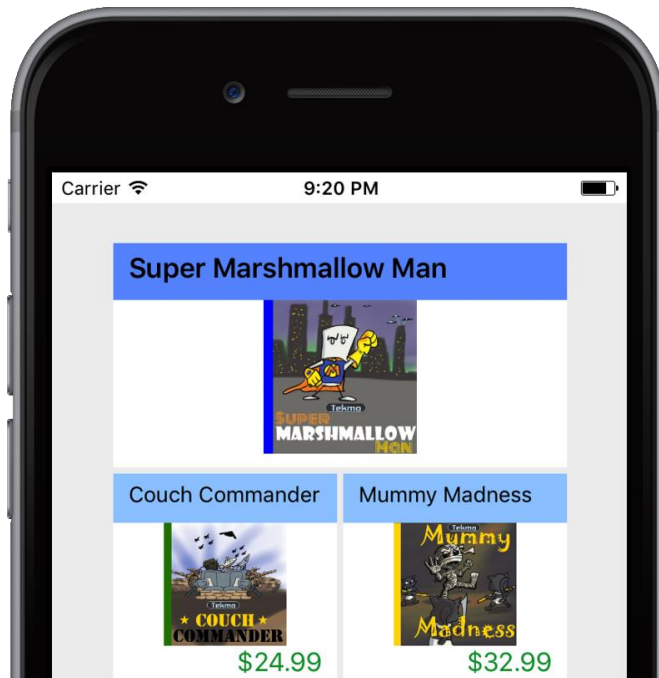 Carrier 9:20 PM
Super Marshmallow Man
Tekmo
SUPER
MARSHMALLOW
MAN
Couch Commander Mummy Madness
Tekmo
★ COUCH ★
COMMANDER
Tekmo
Mummy
Madness
$24.99 $32.99